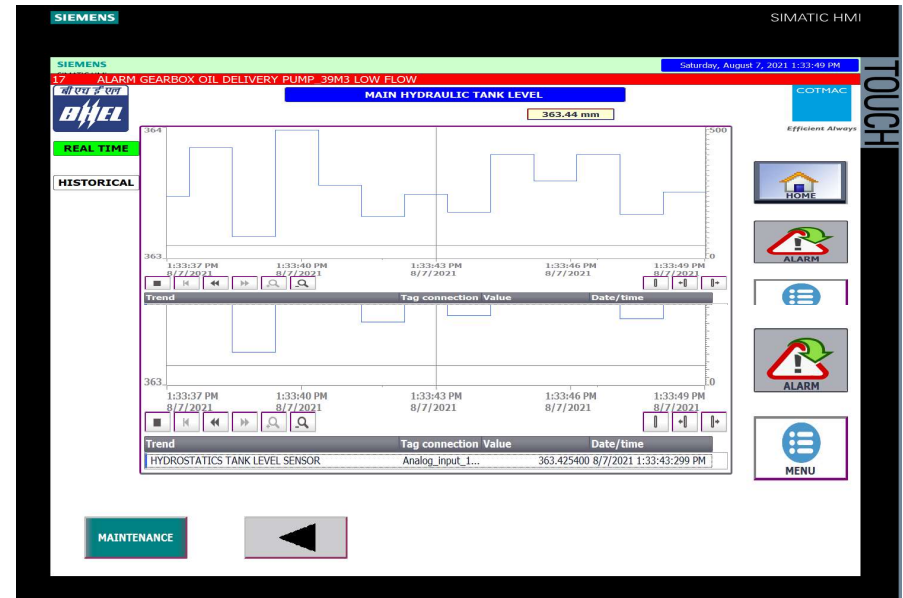 SIEMENS
SIMATIC HMI
TOUCH
SIEMENS
SIMATIC HMI
Saturday, August 7, 2021 1:33:49 PM
17 ALARM GEARBOX OIL DELIVERY PUMP_39M3 LOW FLOW
बी एच ई एल
BHEL
MAIN HYDRAULIC TANK LEVEL
COTMAC
363.44 mm
Efficient Always
REAL TIME
HISTORICAL
364
500
HOME
363
0
ALARM
1:33:37 PM 1:33:40 PM 1:33:43 PM 1:33:46 PM 1:33:49 PM
8/7/2021 8/7/2021 8/7/2021 8/7/2021 8/7/2021
Trend Tag connection Value Date/time
363
0
ALARM
1:33:37 PM 1:33:40 PM 1:33:43 PM 1:33:46 PM 1:33:49 PM
8/7/2021 8/7/2021 8/7/2021 8/7/2021 8/7/2021
Trend Tag connection Value Date/time
HYDROSTATICS TANK LEVEL SENSOR Analog_input_1... 363.425400 8/7/2021 1:33:43:299 PM
MENU
MAINTENANCE